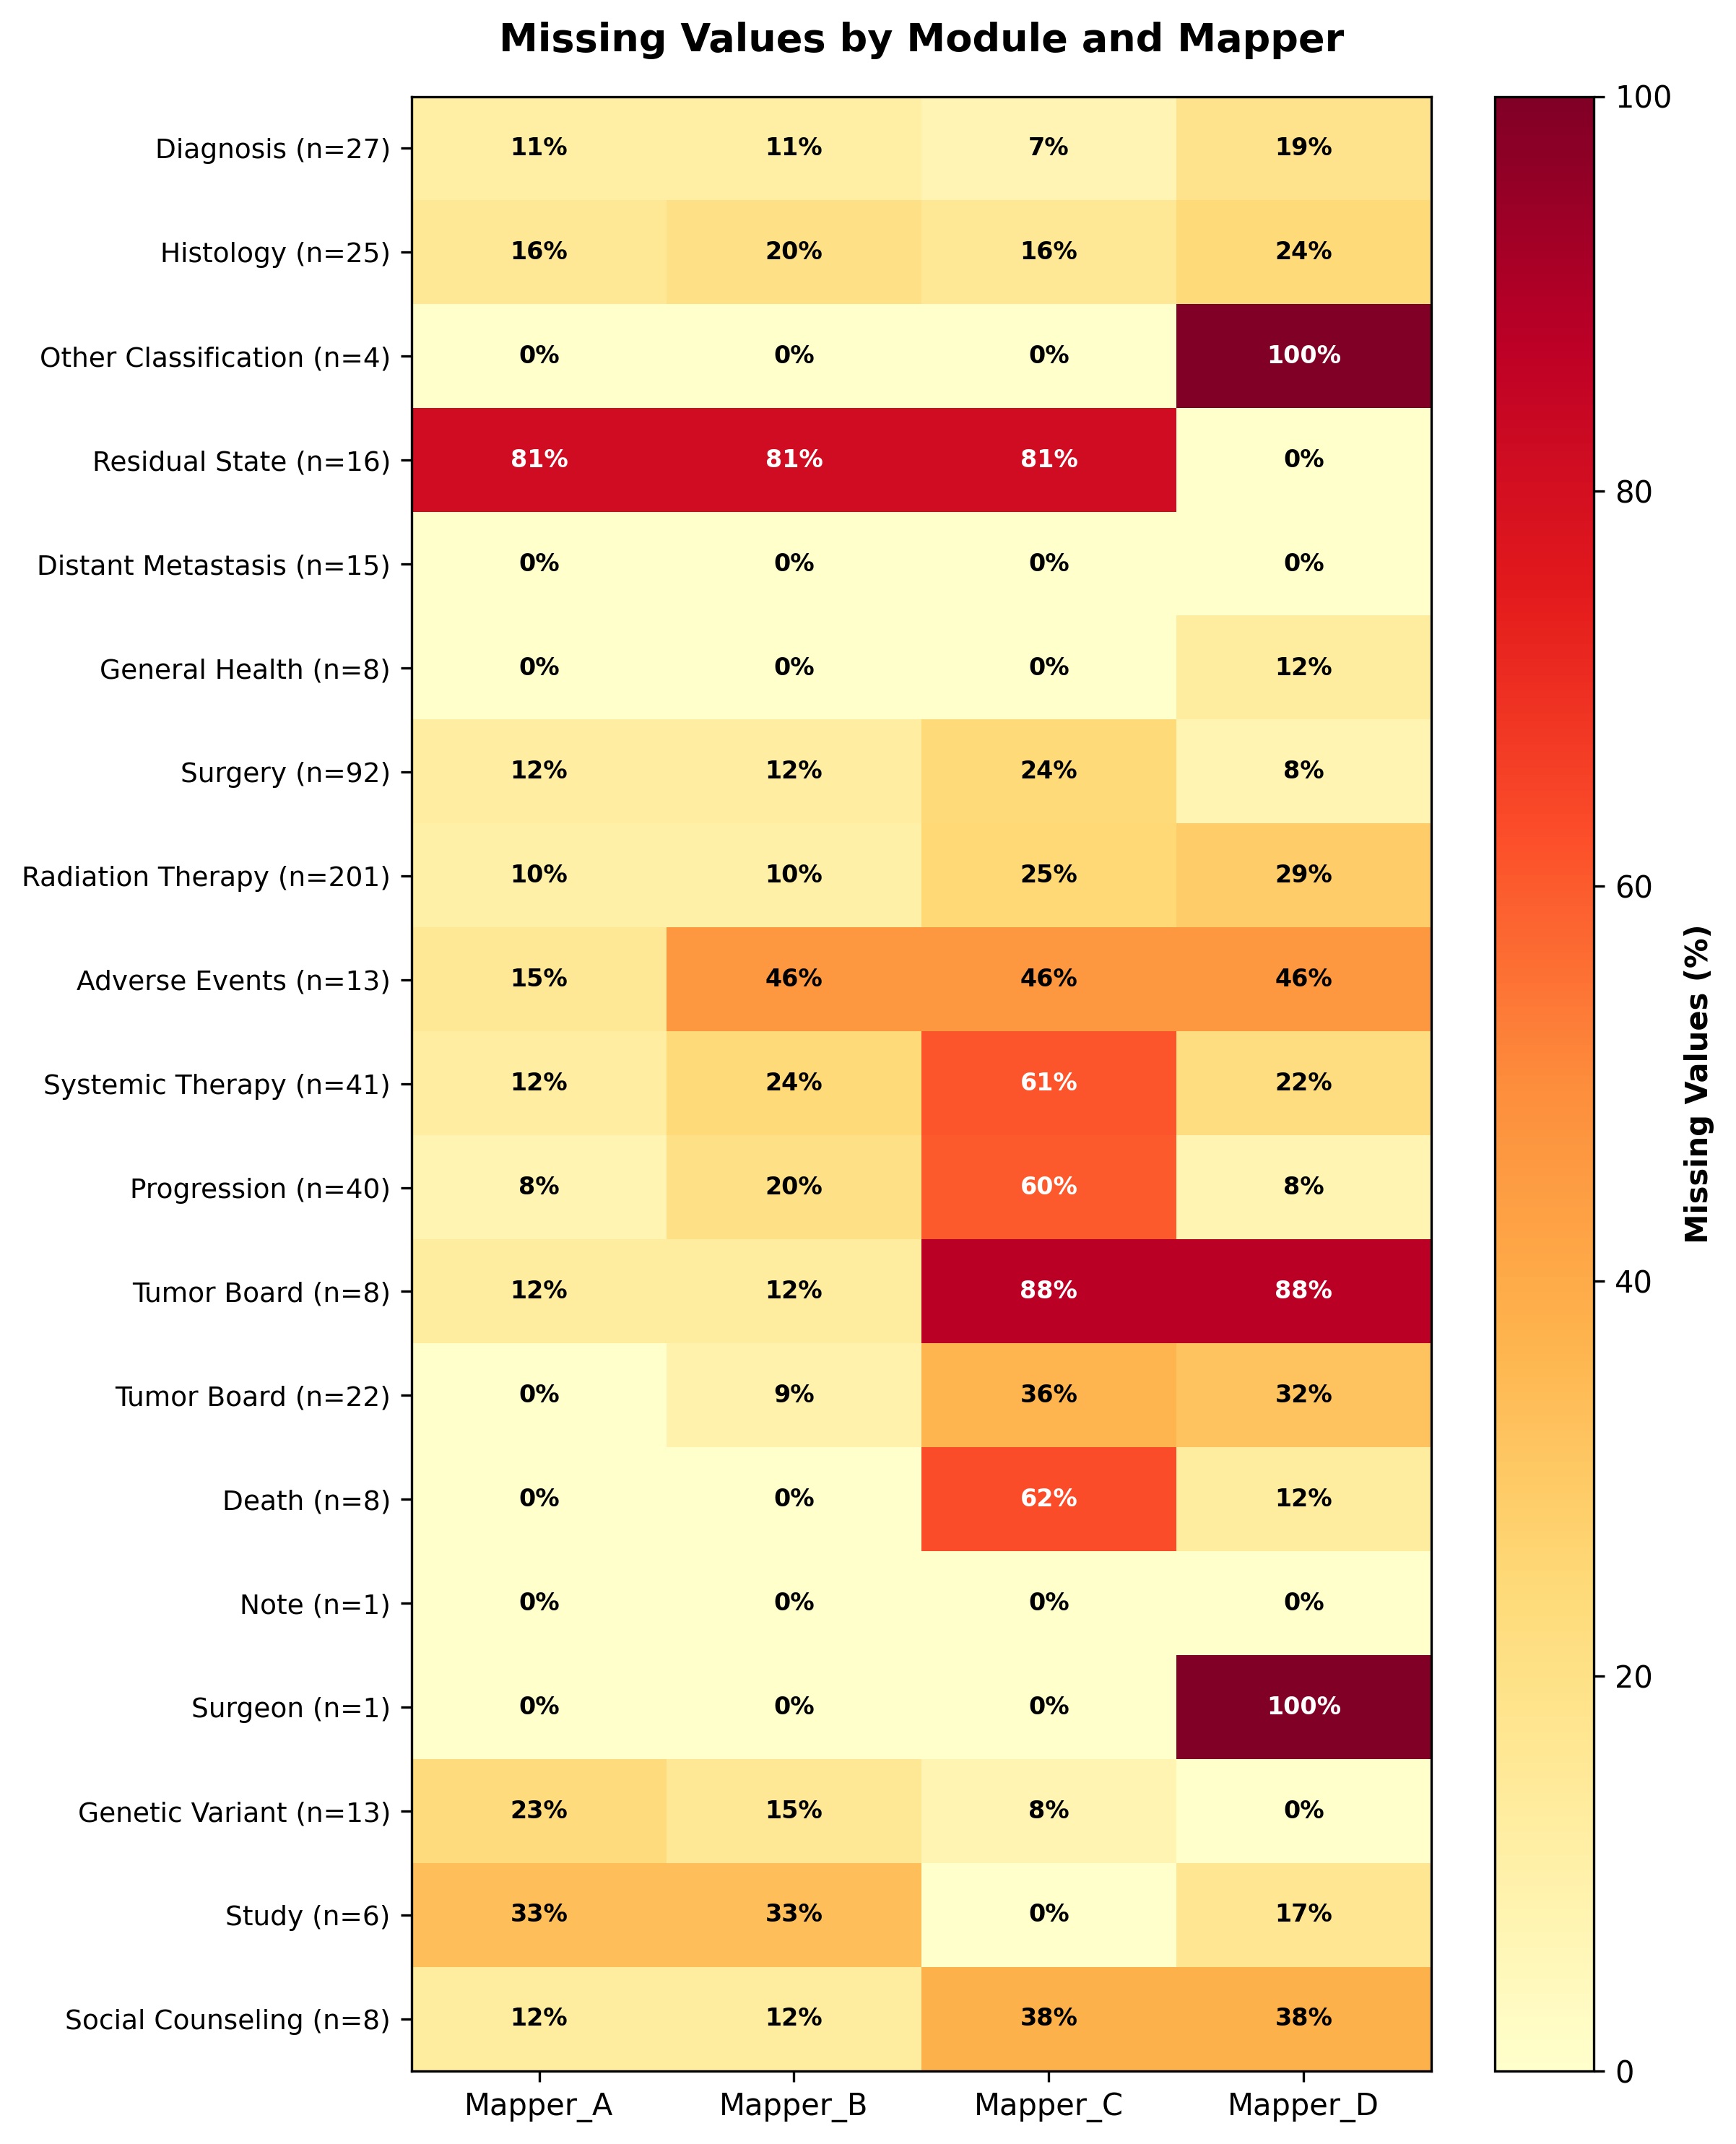 Missing Values by Module and Mapper
Diagnosis (n=27) 11% 11% 7% 19%
Histology (n=25) 16% 20% 16% 24%
Other Classification (n=4) 0% 0% 0% 100%
Residual State (n=16) 81% 81% 81% 0%
Distant Metastasis (n=15) 0% 0% 0% 0%
General Health (n=8) 0% 0% 0% 12%
Surgery (n=92) 12% 12% 24% 8%
Radiation Therapy (n=201) 10% 10% 25% 29%
Adverse Events (n=13) 15% 46% 46% 46%
Systemic Therapy (n=41) 12% 24% 61% 22%
Progression (n=40) 8% 20% 60% 8%
Tumor Board (n=8) 12% 12% 88% 88%
Tumor Board (n=22) 0% 9% 36% 32%
Death (n=8) 0% 0% 62% 12%
Note (n=1) 0% 0% 0% 0%
Surgeon (n=1) 0% 0% 0% 100%
Genetic Variant (n=13) 23% 15% 8% 0%
Study (n=6) 33% 33% 0% 17%
Social Counseling (n=8) 12% 12% 38% 38%
Mapper_A Mapper_B Mapper_C Mapper_D
100
80
60
40
20
0
Missing Values (%)